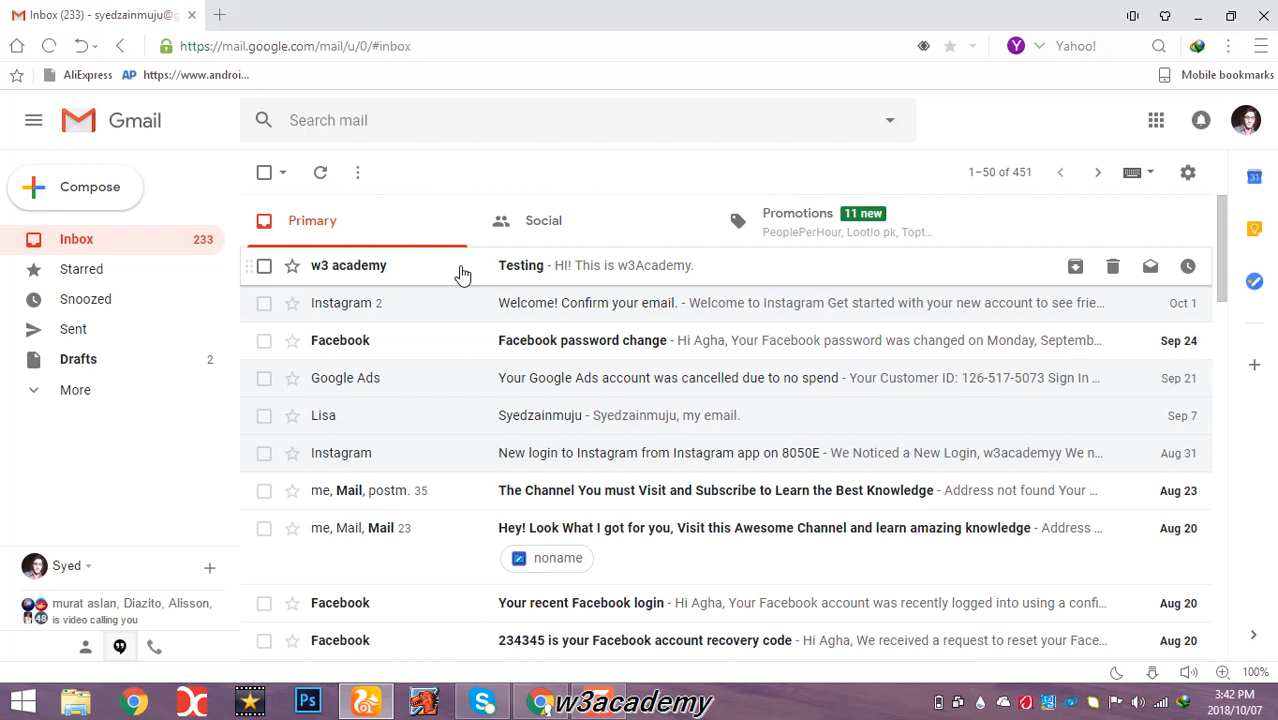 Inbox (233) - syedzainmuju@g
https://mail.google.com/mail/u/0/#inbox
Yahoo!
AliExpress
AP https://www.androi...
Mobile bookmarks
Gmail
Search mail
Compose
1–50 of 451
Primary
Social
Promotions 11 new
PeoplePerHour, Lootlo.pk, Topt...
Inbox 233
Starred
Snoozed
Sent
Drafts 2
More
w3 academy Testing - HI! This is w3Academy.
Instagram 2 Welcome! Confirm your email. - Welcome to Instagram Get started with your new account to see frie... Oct 1
Facebook Facebook password change - Hi Agha, Your Facebook password was changed on Monday, Septemb... Sep 24
Google Ads Your Google Ads account was cancelled due to no spend - Your Customer ID: 126-517-5073 Sign In ... Sep 21
Lisa Syedzainmuju - Syedzainmuju, my email. Sep 7
Instagram New login to Instagram from Instagram app on 8050E - We Noticed a New Login, w3academyy We n... Aug 31
me, Mail, postm. 35 The Channel You must Visit and Subscribe to Learn the Best Knowledge - Address not found Your ... Aug 23
me, Mail, Mail 23 Hey! Look What I got for you, Visit this Awesome Channel and learn amazing knowledge - Address ... Aug 20
noname
Facebook Your recent Facebook login - Hi Agha, Your Facebook account was recently logged into using a confi... Aug 20
Facebook 234345 is your Facebook account recovery code - Hi Agha, We received a request to reset your Face... Aug 20
Syed
murat aslan, Diazito, Alisson,
is video calling you
31
48
100%
Ps
w3academy
3:42 PM
2018/10/07